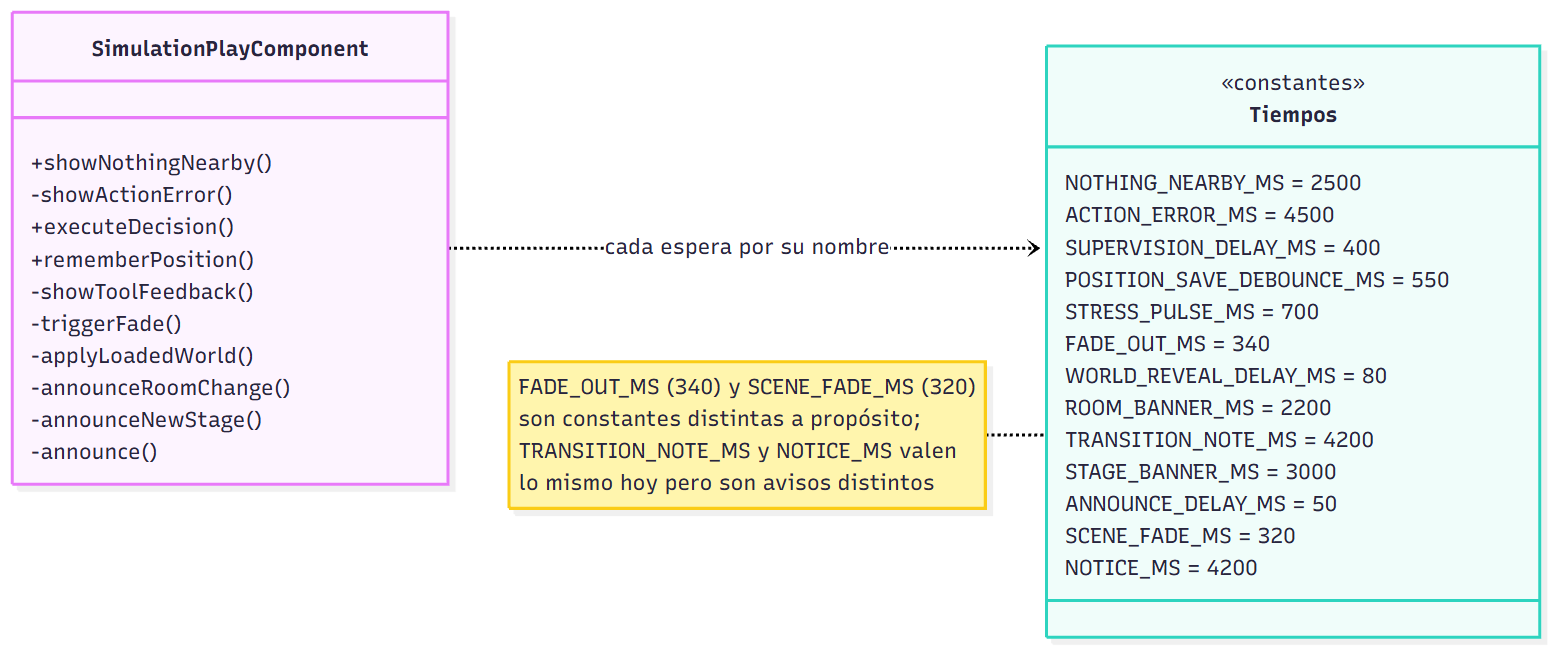 SimulationPlayComponent
+showNothingNearby()
-showActionError()
+executeDecision()
+rememberPosition()
-showToolFeedback()
-triggerFade()
-applyLoadedWorld()
-announceRoomChange()
-announceNewStage()
-announce()
cada espera por su nombre
FADE_OUT_MS (340) y SCENE_FADE_MS (320)
son constantes distintas a propósito;
TRANSITION_NOTE_MS y NOTICE_MS valen
lo mismo hoy pero son avisos distintos
«constantes»
Tiempos
NOTHING_NEARBY_MS = 2500
ACTION_ERROR_MS = 4500
SUPERVISION_DELAY_MS = 400
POSITION_SAVE_DEBOUNCE_MS = 550
STRESS_PULSE_MS = 700
FADE_OUT_MS = 340
WORLD_REVEAL_DELAY_MS = 80
ROOM_BANNER_MS = 2200
TRANSITION_NOTE_MS = 4200
STAGE_BANNER_MS = 3000
ANNOUNCE_DELAY_MS = 50
SCENE_FADE_MS = 320
NOTICE_MS = 4200